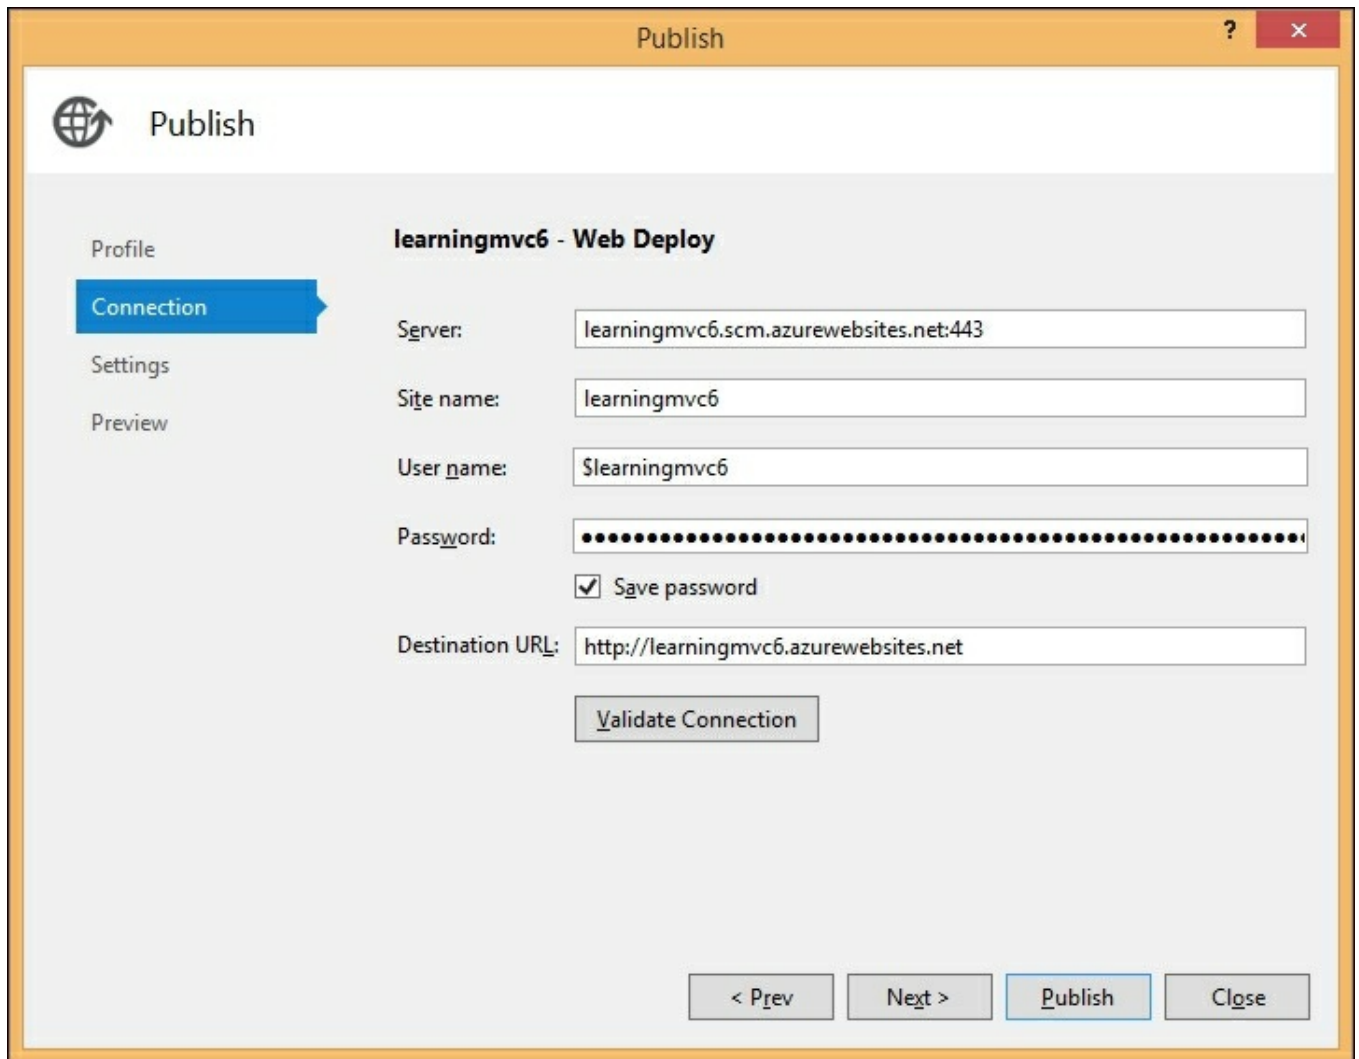 Publish
?
Publish
Profile
Connection
Settings
Preview
learningmvc6 - Web Deploy
Server: learningmvc6.scm.azurewebsites.net:443
Site name: learningmvc6
User name: $learningmvc6
Password: ••••••••••••••••••••••••••••••••••••••••••••••••••••••••
Save password
Destination URL: http://learningmvc6.azurewebsites.net
Validate Connection
< Prev Next > Publish Close